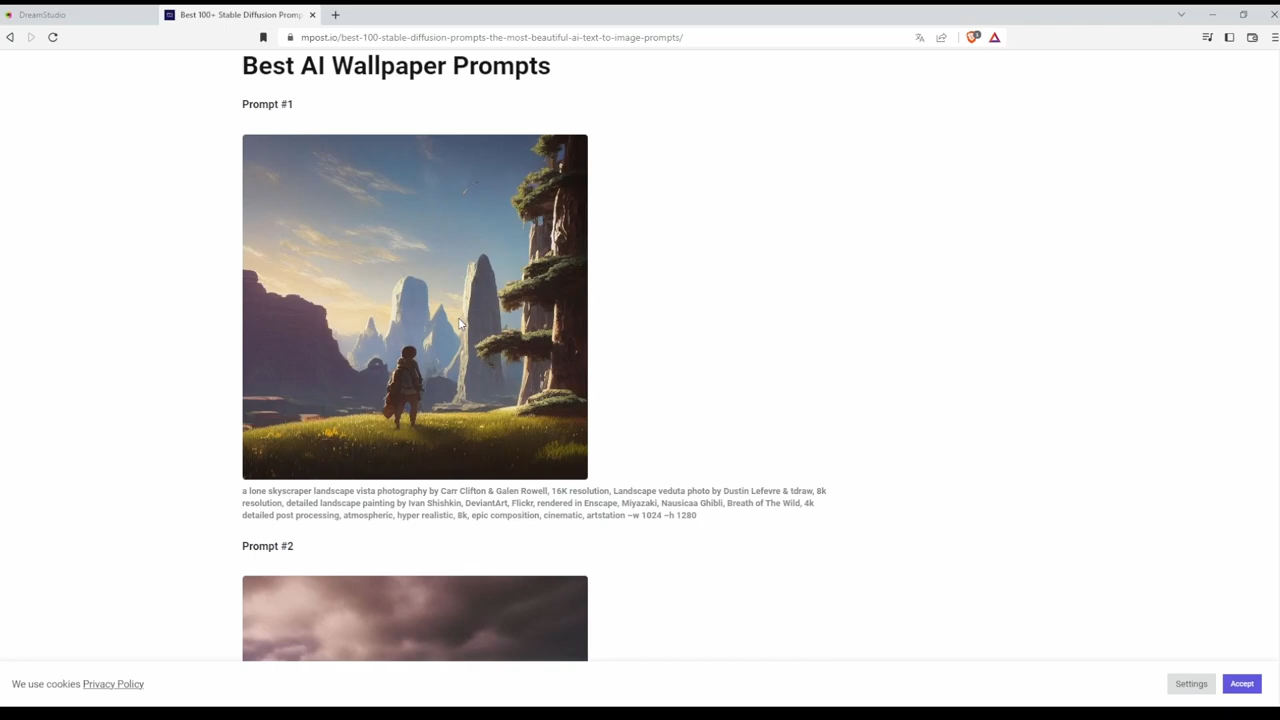 DreamStudio
Best 100+ Stable Diffusion Promp
mpost.io/best-100-stable-diffusion-prompts-the-most-beautiful-ai-text-to-image-prompts/
Best AI Wallpaper Prompts
Prompt #1
a lone skyscraper landscape vista photography by Carr Clifton & Galen Rowell, 16K resolution, Landscape veduta photo by Dustin Lefevre & tdraw, 8k
resolution, detailed landscape painting by Ivan Shishkin, DeviantArt, Flickr, rendered in Enscape, Miyazaki, Nausicaa Ghibli, Breath of The Wild, 4k
detailed post processing, atmospheric, hyper realistic, 8k, epic composition, cinematic, artstation –w 1024 –h 1280
Prompt #2
We use cookies Privacy Policy
Settings
Accept